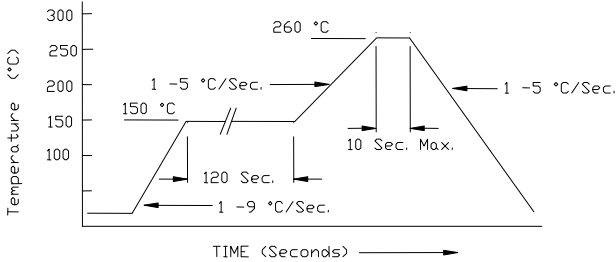 300
260 °C
250
Temperature (°C)
200
1 -5 °C/Sec.
1 -5 °C/Sec.
150 °C
150
10 Sec. Max.
100
120 Sec.
1 -9 °C/Sec.
TIME (Seconds)